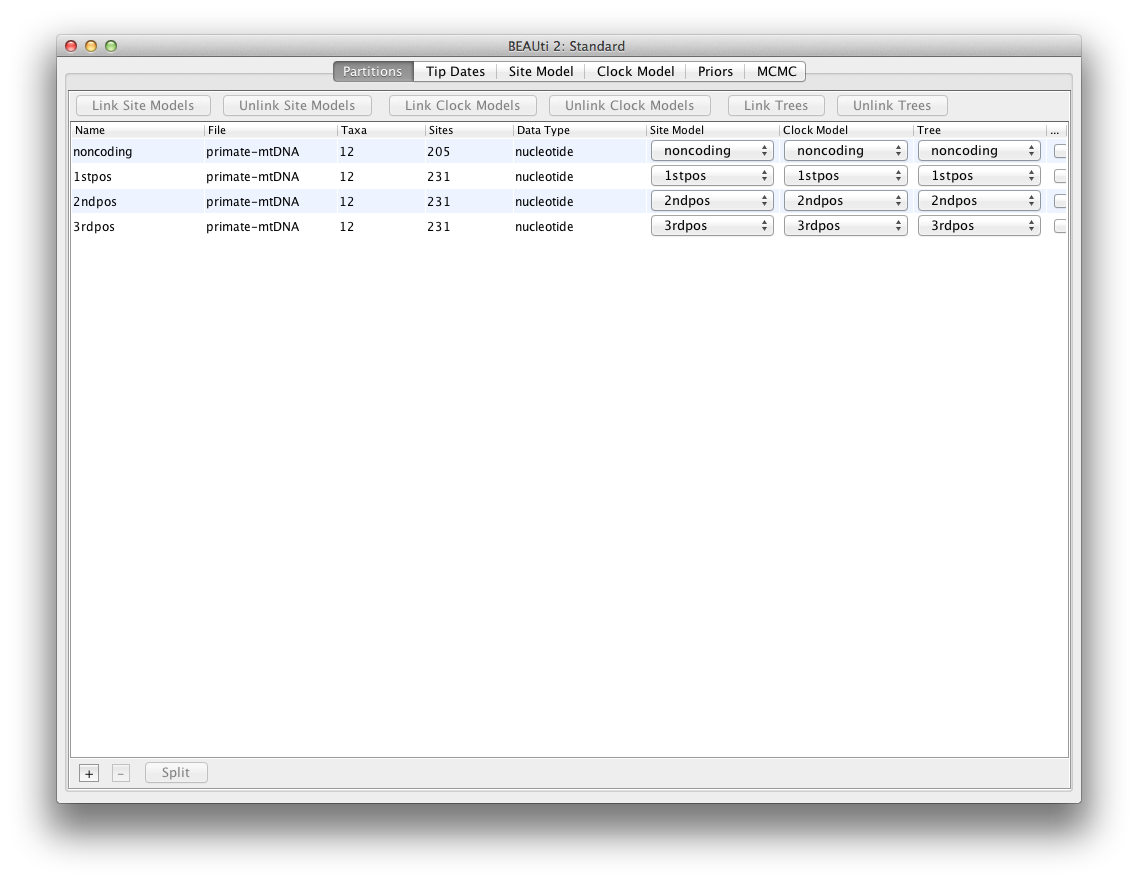 BEAUti 2: Standard
Partitions Tip Dates Site Model Clock Model Priors MCMC
Link Site Models Unlink Site Models Link Clock Models Unlink Clock Models Link Trees Unlink Trees
Name File Taxa Sites Data Type Site Model Clock Model Tree ...
noncoding primate-mtDNA 12 205 nucleotide noncoding noncoding noncoding
1stpos primate-mtDNA 12 231 nucleotide 1stpos 1stpos 1stpos
2ndpos primate-mtDNA 12 231 nucleotide 2ndpos 2ndpos 2ndpos
3rdpos primate-mtDNA 12 231 nucleotide 3rdpos 3rdpos 3rdpos
+ - Split